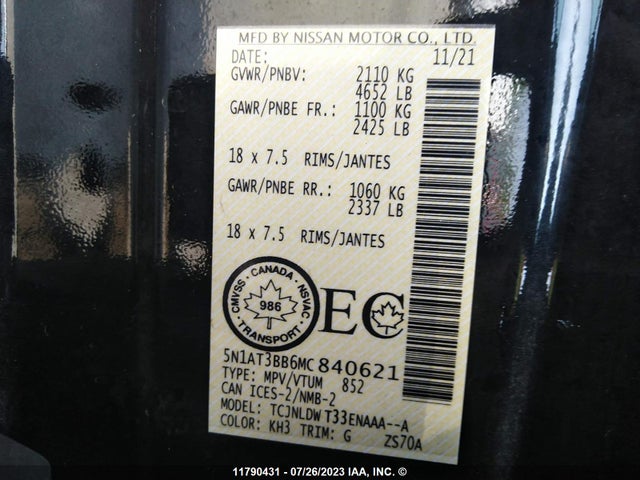 MFD BY NISSAN MOTOR CO., LTD.
DATE: 11/21
GVWR/PNBV: 2110 KG
4652 LB
GAWR/PNBE FR.: 1100 KG
2425 LB
18 x 7.5 RIMS/JANTES
GAWR/PNBE RR.: 1060 KG
2337 LB
18 x 7.5 RIMS/JANTES
CANADA
CMVSS NSVAC
986
TRANSPORT
EC
5N1AT3BB6MC840621
TYPE: MPV/VTUM 852
CAN ICES-2/NMB-2
MODEL: TCJNLDW T33ENAAA--A
COLOR: KH3 TRIM: G ZS70A
11790431 - 07/26/2023 IAA, INC. ©